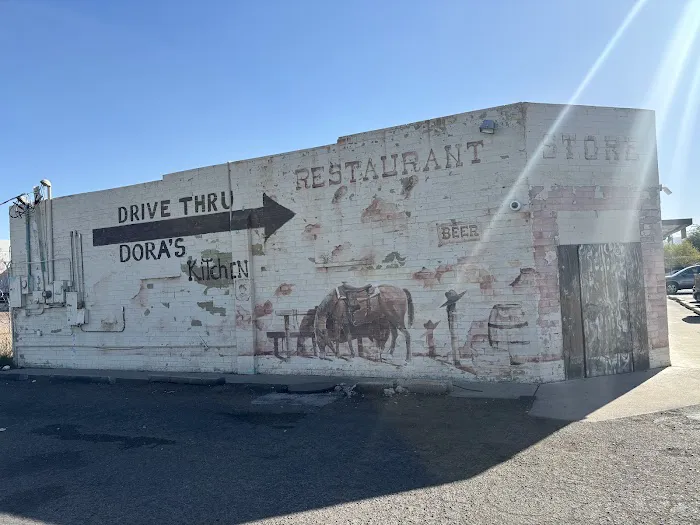 DRIVE THRU
DORA'S
KitcheN
RESTAURANT
BEER
STORE